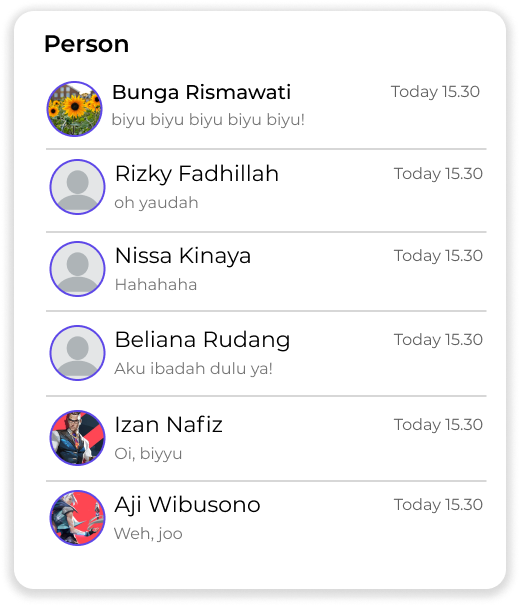 Person
Bunga Rismawati
Today 15.30
biyu biyu biyu biyu biyu!
Rizky Fadhillah
Today 15.30
oh yaudah
Nissa Kinaya
Today 15.30
Hahahaha
Beliana Rudang
Today 15.30
Aku ibadah dulu ya!
Izan Nafiz
Today 15.30
Oi, biyyu
Aji Wibusono
Today 15.30
Weh, joo